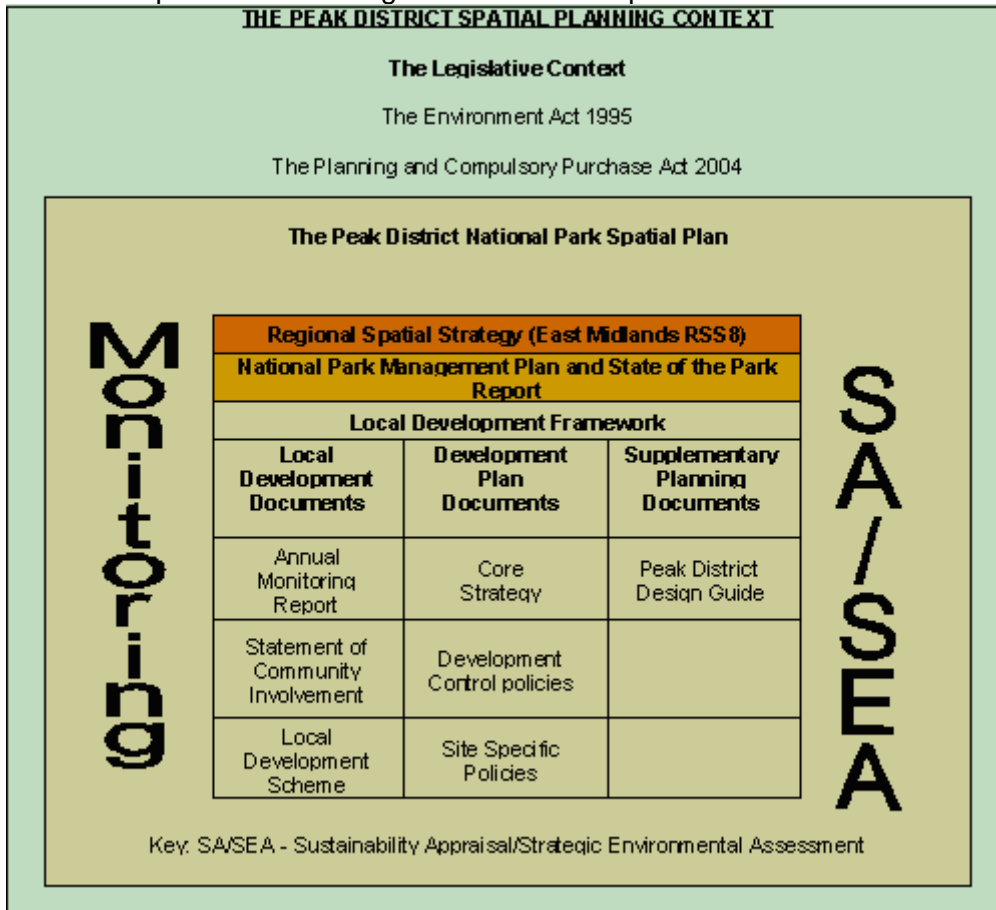 THE PEAK DISTRICT SPATIAL PLANNING CONTEXT
The Legislative Context
The Environment Act 1995
The Planning and Compulsory Purchase Act 2004
The Peak District National Park Spatial Plan
Monitoring
Regional Spatial Strategy (East Midlands RSS8)
National Park Management Plan and State of the Park
Report
Local Development Framework
Local
Development
Documents
Development
Plan
Documents
Supplementary
Planning
Documents
Annual
Monitoring
Report
Core
Strategy
Peak District
Design Guide
Statement of
Community
Involvement
Development
Control policies
Local
Development
Scheme
Site Specific
Policies
SA/SEA
Key: SA/SEA - Sustainability Appraisal/Strategic Environmental Assessment